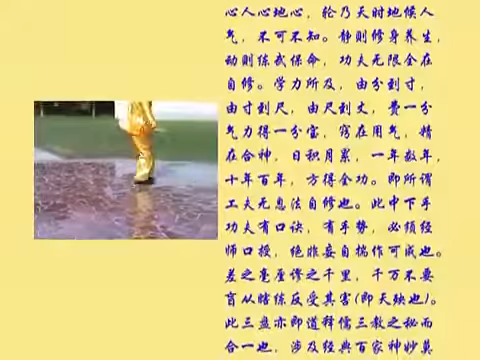 心人心地心，轮乃天时地候人
气，不可不知。静则修身养生，
动则练武保命，功夫无限全在
自修。学力所及，由分到寸，
由寸到尺，由尺到丈，费一分
气力得一分宝，窍在用气，精
在合神，日积月累，一年数年，
十年百年，方得全功。即所谓
工夫无息法自修也。此中下手
功夫有口诀，有手势，必须经
师口授，绝非妄自揣作可成也。
差之毫厘谬之千里，千万不要
盲从瞎练反受其害(即天殃也)。
此三盘亦即道释儒三教之秘而
合一也，涉及经典百家神妙莫